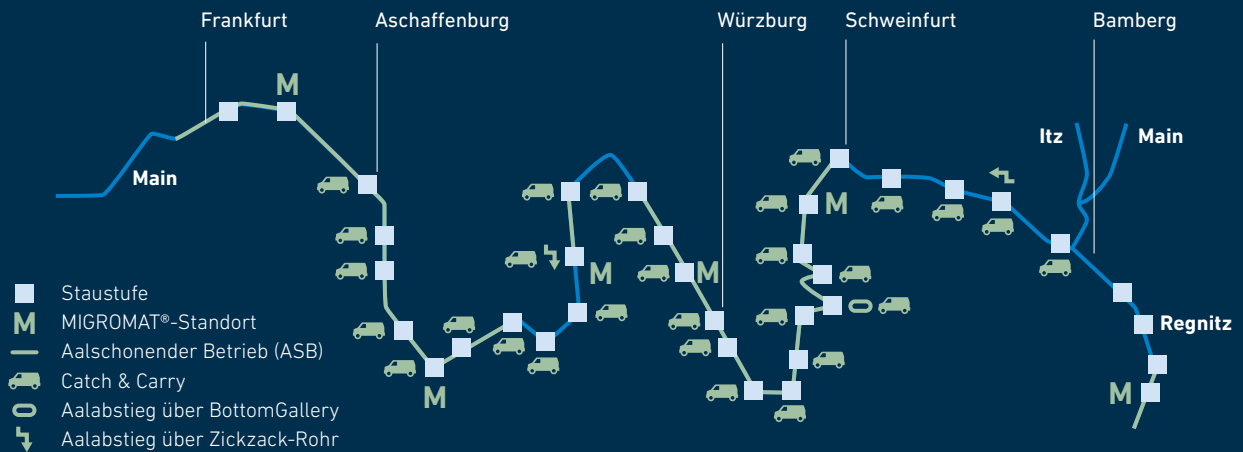 Frankfurt
Aschaffenburg
Würzburg
Schweinfurt
Bamberg
M
Itz
Main
Main
M
M
M
Staustufe
M MIGROMAT®-Standort
Regnitz
Aalschonender Betrieb (ASB)
Catch & Carry
M
M
Aalabstieg über BottomGallery
Aalabstieg über Zickzack-Rohr